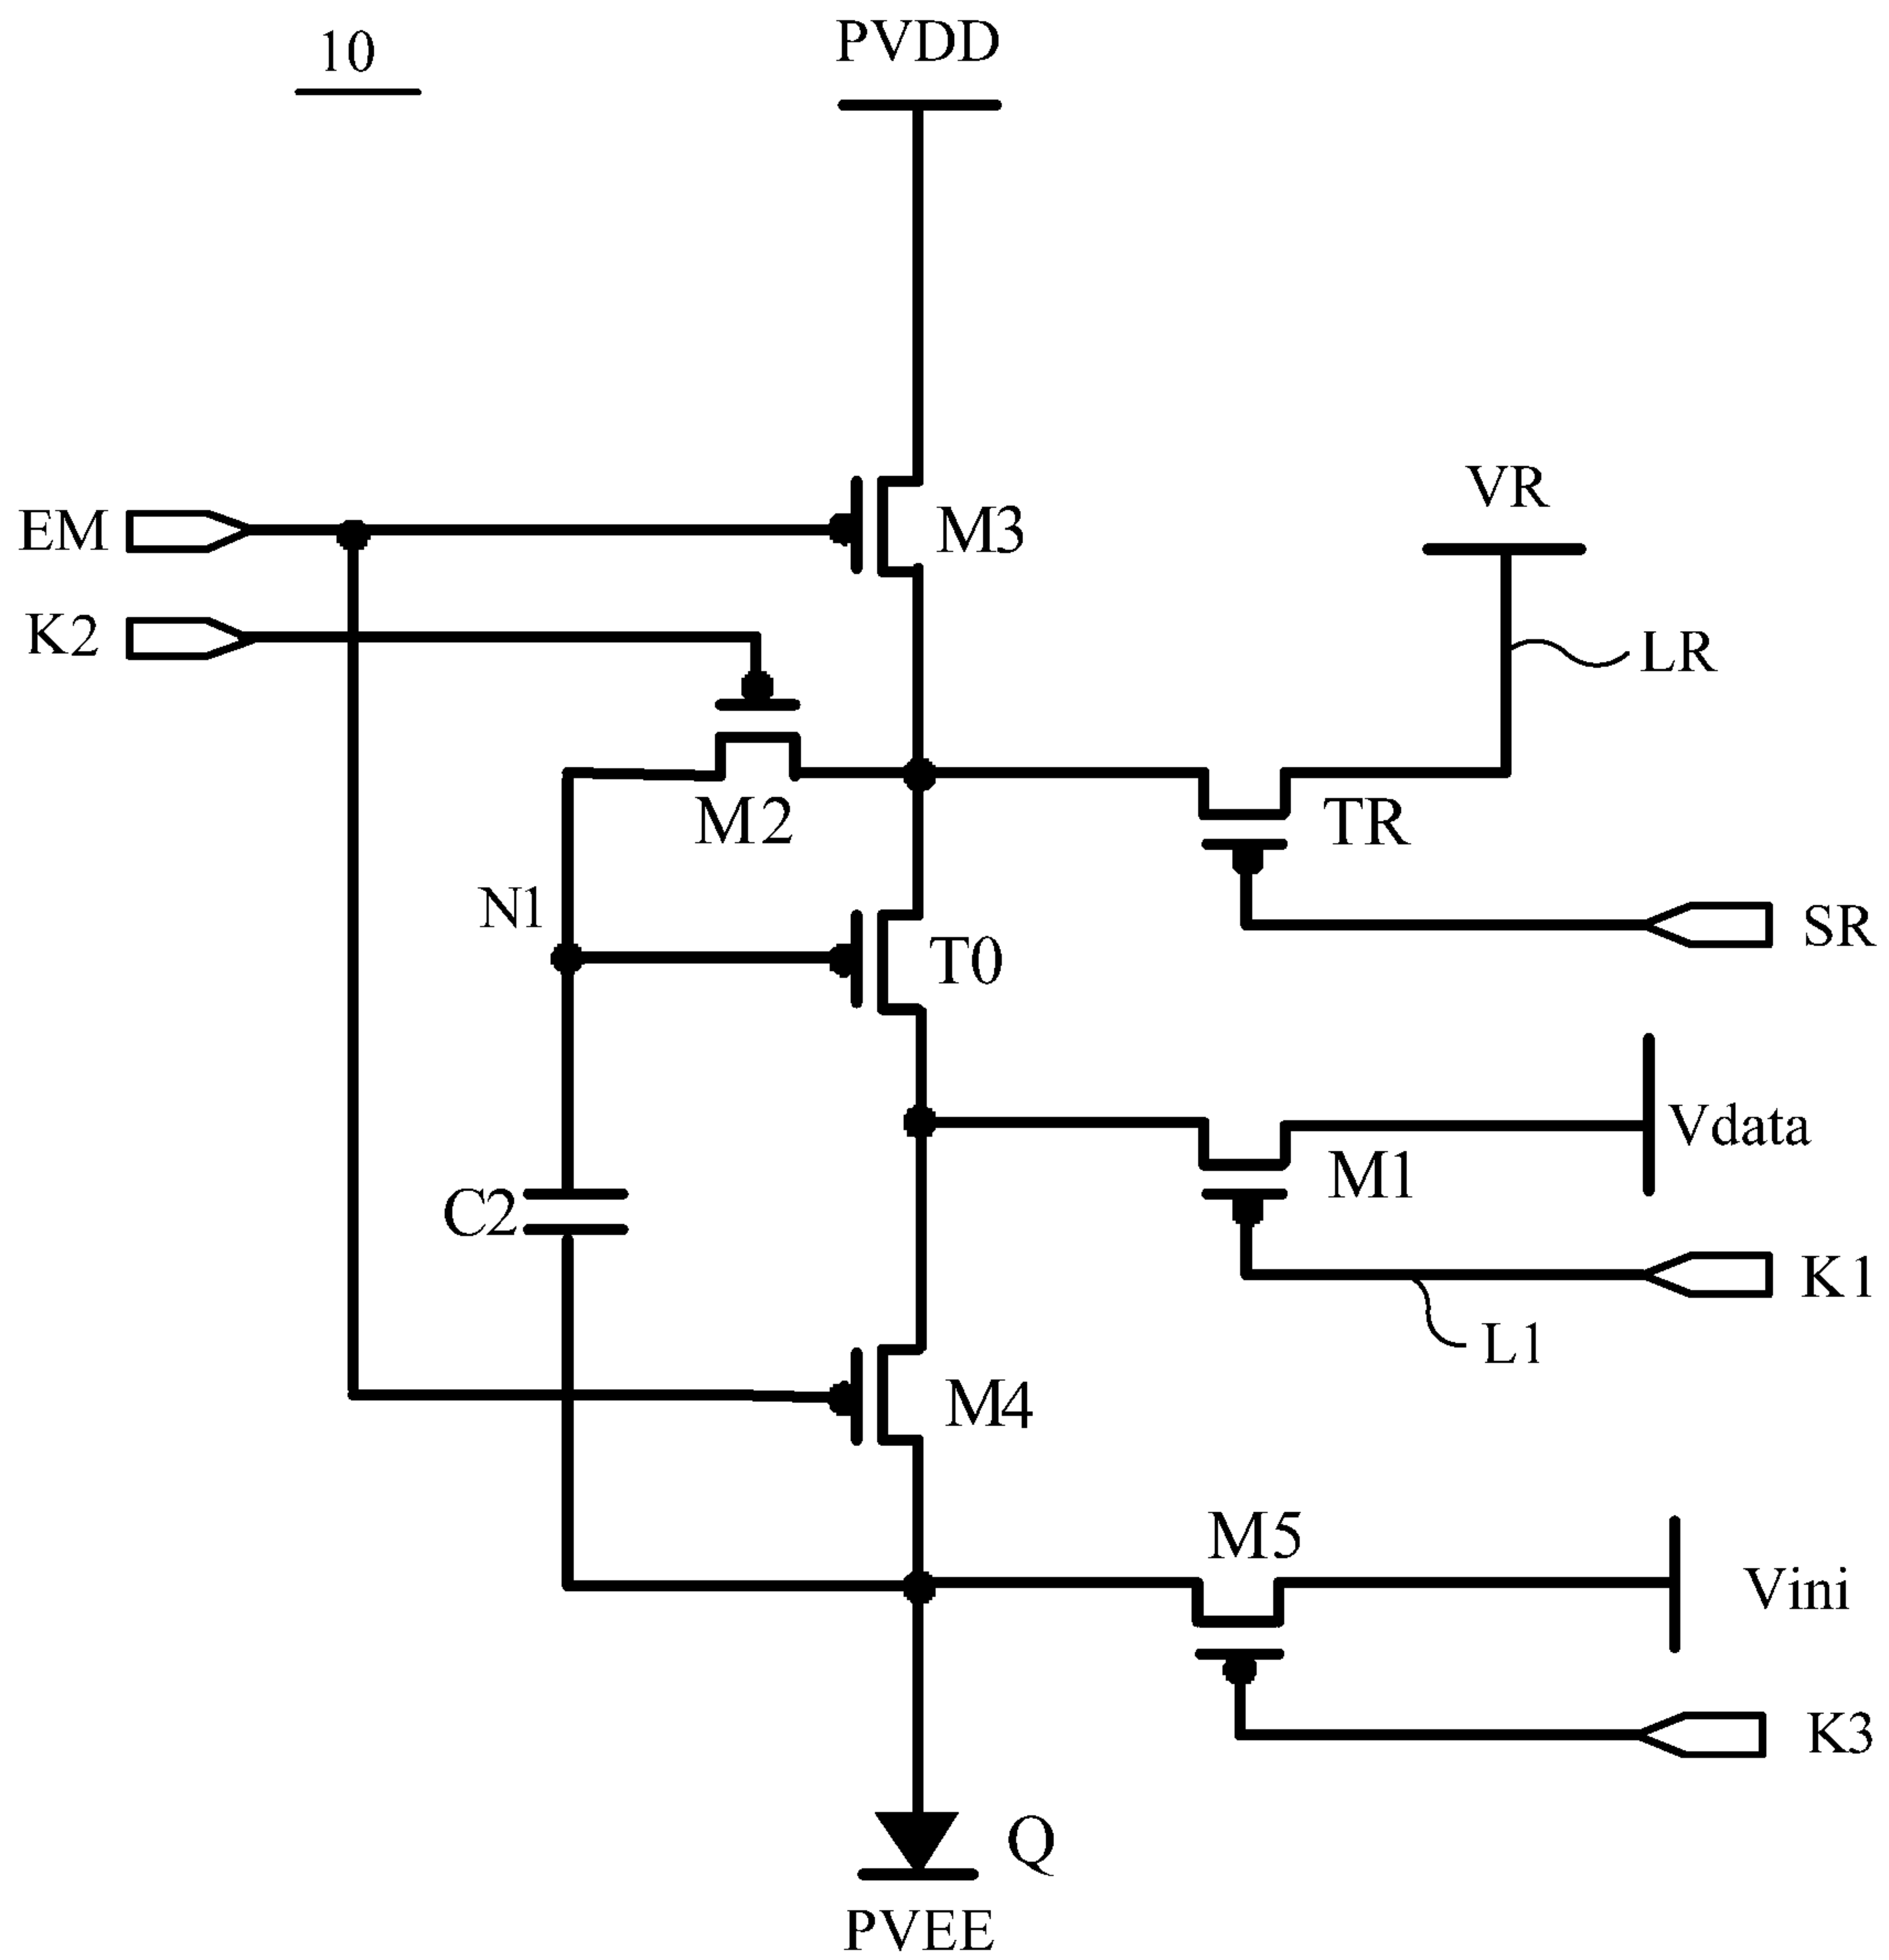 10
PVDD
VR
EM
M3
K2
LR
M2
TR
N1
SR
T0
Vdata
M1
C2
K1
L1
M4
M5
Vini
K3
Q
PVEE